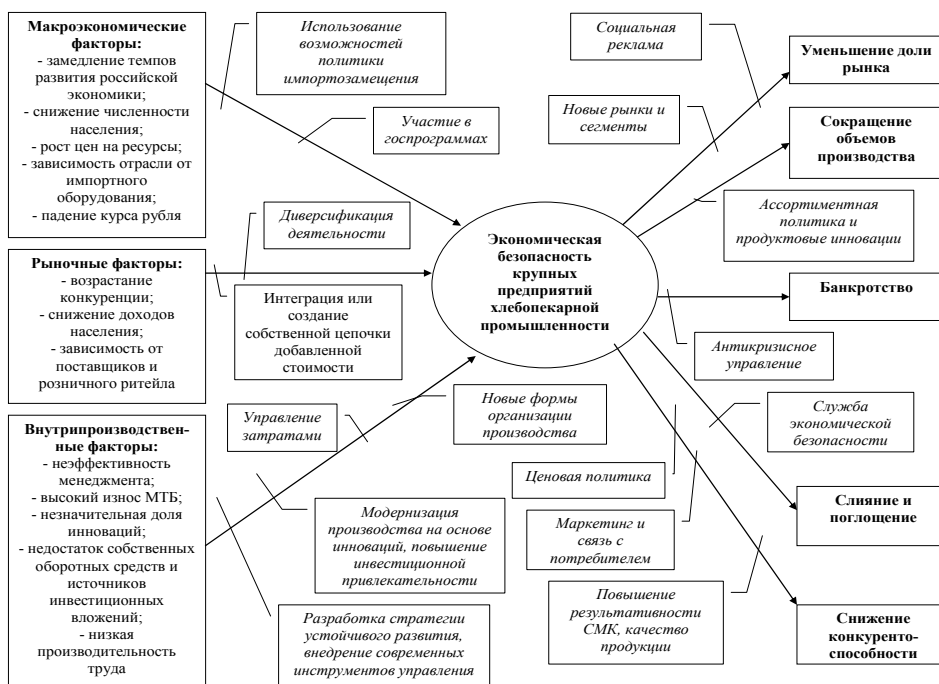 Макроэкономические
факторы:
- замедление темпов
развития российской
экономики;
- снижение численности
населения;
- рост цен на ресурсы;
- зависимость отрасли от
импортного
оборудования;
- падение курса рубля
Рыночные факторы:
- возрастание
конкуренции;
- снижение доходов
населения;
- зависимость от
поставщиков и
розничного ритейла
Внутрипроизводствен-
ные факторы:
- неэффективность
менеджмента;
- высокий износ МТБ;
- незначительная доля
инноваций;
- недостаток собственных
оборотных средств и
источников
инвестиционных
вложений;
- низкая
производительность
труда
Использование
возможностей
политики
импортозамещения
Участие в
госпрограммах
Диверсификация
деятельности
Интеграция или
создание
собственной цепочки
добавленной
стоимости
Управление
затратами
Новые формы
организации
производства
Модернизация
производства на основе
инноваций, повышение
инвестиционной
привлекательности
Разработка стратегии
устойчивого развития,
внедрение современных
инструментов управления
Экономическая
безопасность
крупных
предприятий
хлебопекарной
промышленности
Социальная
реклама
Новые рынки и
сегменты
Ассортиментная
политика и
продуктовые инновации
Антикризисное
управление
Служба
экономической
безопасности
Ценовая политика
Маркетинг и
связь с
потребителем
Повышение
результативности
СМК, качество
продукции
Уменьшение доли
рынка
Сокращение
объемов
производства
Банкротство
Слияние и
поглощение
Снижение
конкуренто-
способности